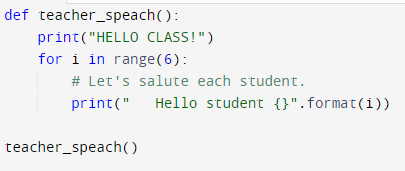 def teacher_speach():
    print("HELLO CLASS!")
    for i in range(6):
        # Let's salute each student.
        print("   Hello student {}".format(i))

teacher_speach()